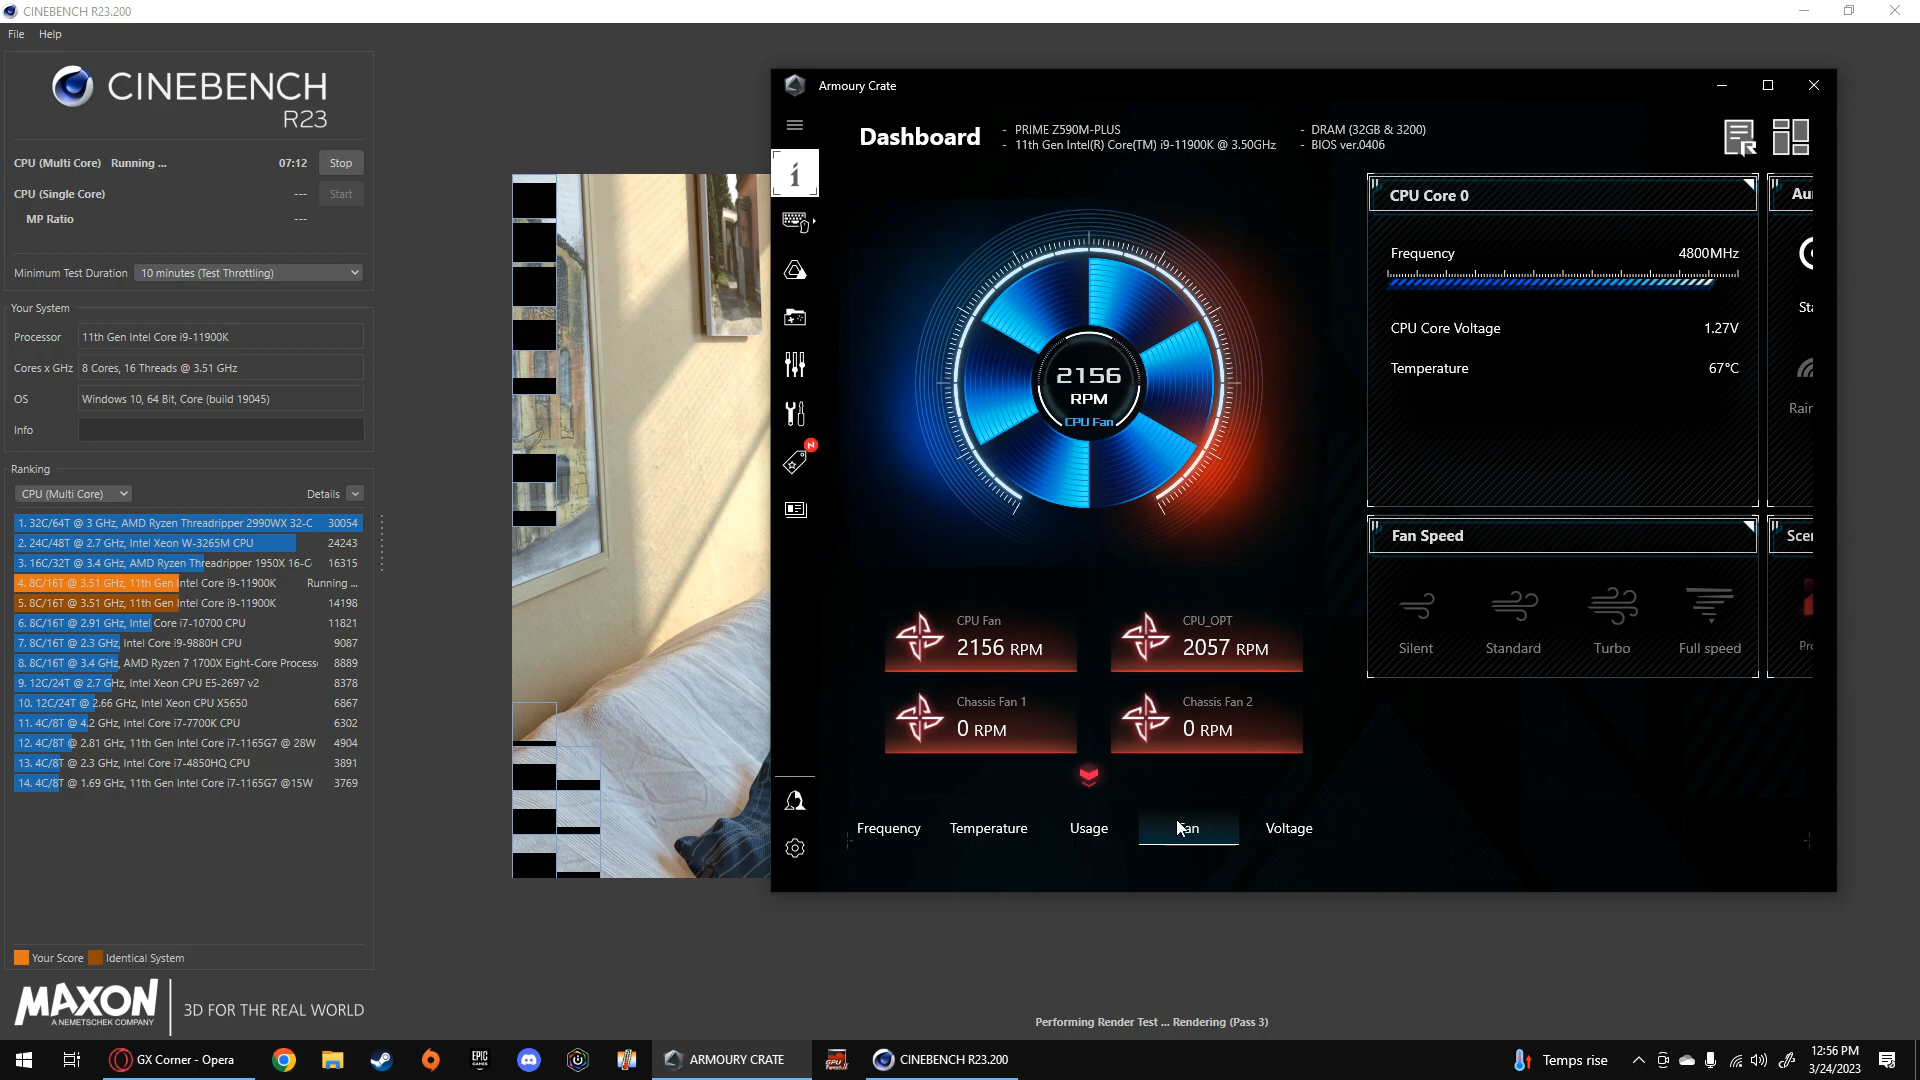 CINEBENCH R23.200
File Help
CINEBENCH
R23
CPU (Multi Core) Running ... 07:12 Stop
CPU (Single Core) --- Start
MP Ratio ---
Minimum Test Duration 10 minutes (Test Throttling)
Your System
Processor 11th Gen Intel Core i9-11900K
Cores x GHz 8 Cores, 16 Threads @ 3.51 GHz
OS Windows 10, 64 Bit, Core (build 19045)
Info
Ranking
CPU (Multi Core) Details
1. 32C/64T @ 3 GHz, AMD Ryzen Threadripper 2990WX 32-C 30054
2. 24C/48T @ 2.7 GHz, Intel Xeon W-3265M CPU 24243
3. 16C/32T @ 3.4 GHz, AMD Ryzen Threadripper 1950X 16-C 16315
4. 8C/16T @ 3.51 GHz, 11th Gen Intel Core i9-11900K Running ...
5. 8C/16T @ 3.51 GHz, 11th Gen Intel Core i9-11900K 14198
6. 8C/16T @ 2.91 GHz, Intel Core i7-10700 CPU 11821
7. 8C/16T @ 2.3 GHz, Intel Core i9-9880H CPU 9087
8. 8C/16T @ 3.4 GHz, AMD Ryzen 7 1700X Eight-Core Process 8889
9. 12C/24T @ 2.7 GHz, Intel Xeon CPU E5-2697 v2 8378
10. 12C/24T @ 2.66 GHz, Intel Xeon CPU X5650 6867
11. 4C/8T @ 4.2 GHz, Intel Core i7-7700K CPU 6302
12. 4C/8T @ 2.81 GHz, 11th Gen Intel Core i7-1165G7 @ 28W 4904
13. 4C/8T @ 2.3 GHz, Intel Core i7-4850HQ CPU 3891
14. 4C/8T @ 1.69 GHz, 11th Gen Intel Core i7-1165G7 @15W 3769
Your Score Identical System
MAXON
A NEMETSCHEK COMPANY
3D FOR THE REAL WORLD
Armoury Crate
Dashboard
- PRIME Z590M-PLUS
- 11th Gen Intel(R) Core(TM) i9-11900K @ 3.50GHz
- DRAM (32GB & 3200)
- BIOS ver.0406
2156
RPM
CPU Fan
CPU Fan
2156 RPM
CPU_OPT
2057 RPM
Chassis Fan 1
0 RPM
Chassis Fan 2
0 RPM
Frequency Temperature Usage Fan Voltage
CPU Core 0
Frequency 4800MHz
CPU Core Voltage 1.27V
Temperature 67°C
Fan Speed
Silent Standard Turbo Full speed
Au
Sta
Rair
Scer
Pro
N
Performing Render Test ... Rendering (Pass 3)
GX Corner - Opera
EPIC
GAMES
ARMOURY CRATE
GPU
CINEBENCH R23.200
Temps rise
12:56 PM
3/24/2023